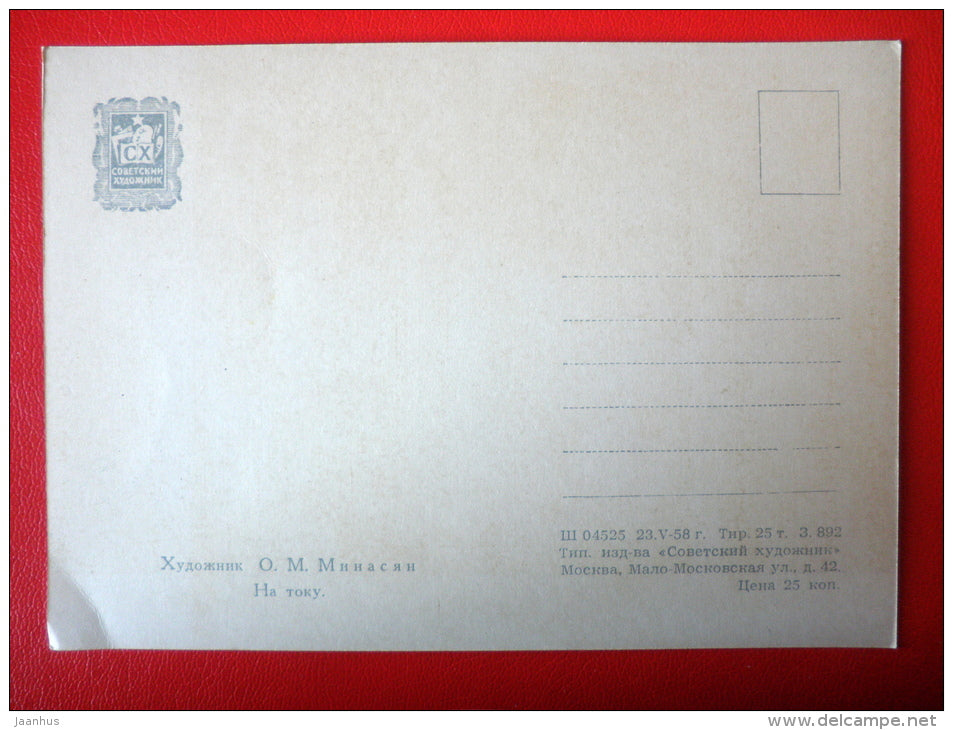 СХ
СОВЕТСКИЙ
ХУДОЖНИК
Художник О. М. Минасян
На току.
Ш 04525 23.V-58 г. Тир. 25 т. З. 892
Тип. изд-ва «Советский художник»
Москва, Мало-Московская ул., д. 42.
Цена 25 коп.
jaanhus
www.delcampe.net